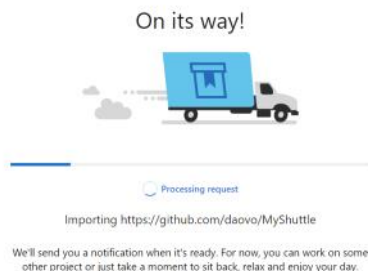 On its way!
Processing request
Importing https://github.com/daovo/MyShuttle
We'll send you a notification when it's ready. For now, you can work on some
other project or just take a moment to sit back, relax and enjoy your day.